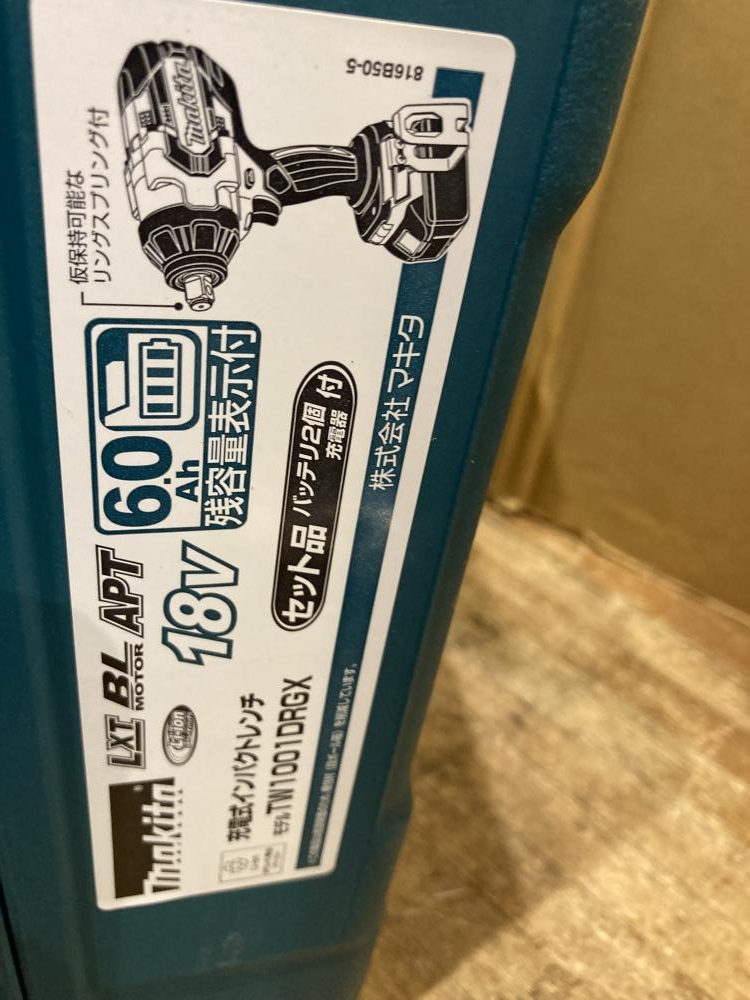 makita
LXT
BL
MOTOR
APT
Li-ion
充電式インパクトレンチ
モデル TW1001DRGX
18V
6.0
Ah
残容量表示付
セット品 バッテリ2個
充電器
付
仮保持可能な
リングスプリング付
makita
816B50-5
株式会社 マキタ